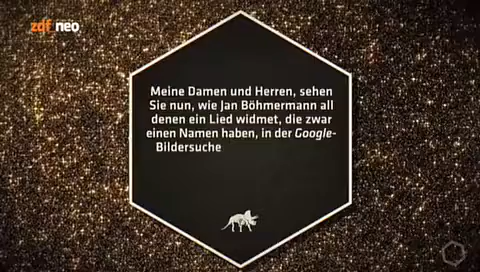 zdf neo
Meine Damen und Herren, sehen
Sie nun, wie Jan Böhmermann all
denen ein Lied widmet, die zwar
einen Namen haben, in der Google-
Bildersuche